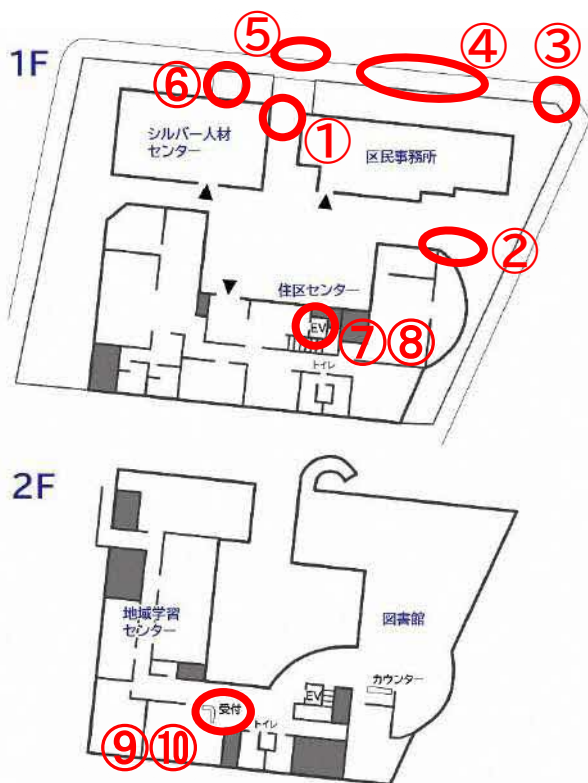 ⑤
④
③
1F
⑥
①
シルバー人材
センター
区民事務所
②
住区センター
EV
⑦⑧
トイレ
2F
地域学習
センター
図書館
カウンター
EV
受付
トイレ
⑨⑩